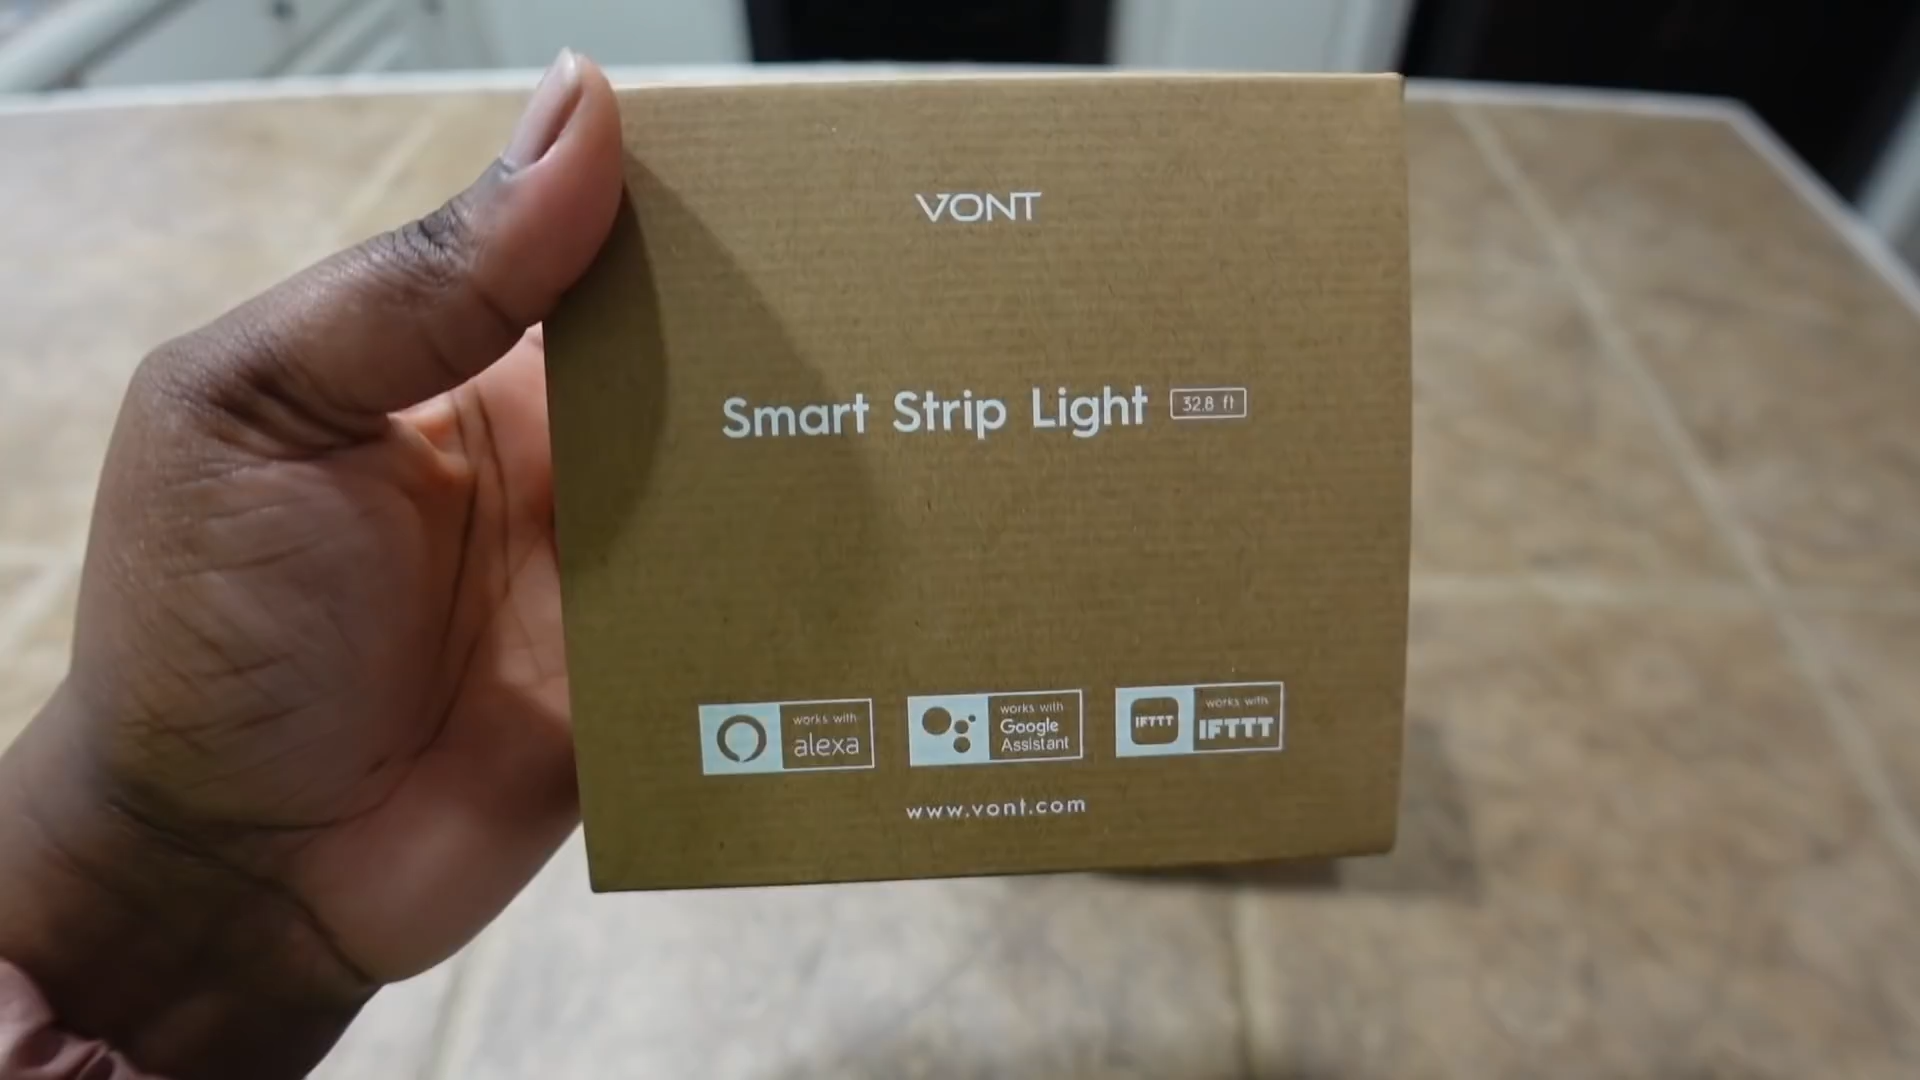 VONT
Smart Strip Light 32.8 ft
works with
alexa
works with
Google
Assistant
IFTTT
works with
IFTTT
www.vont.com